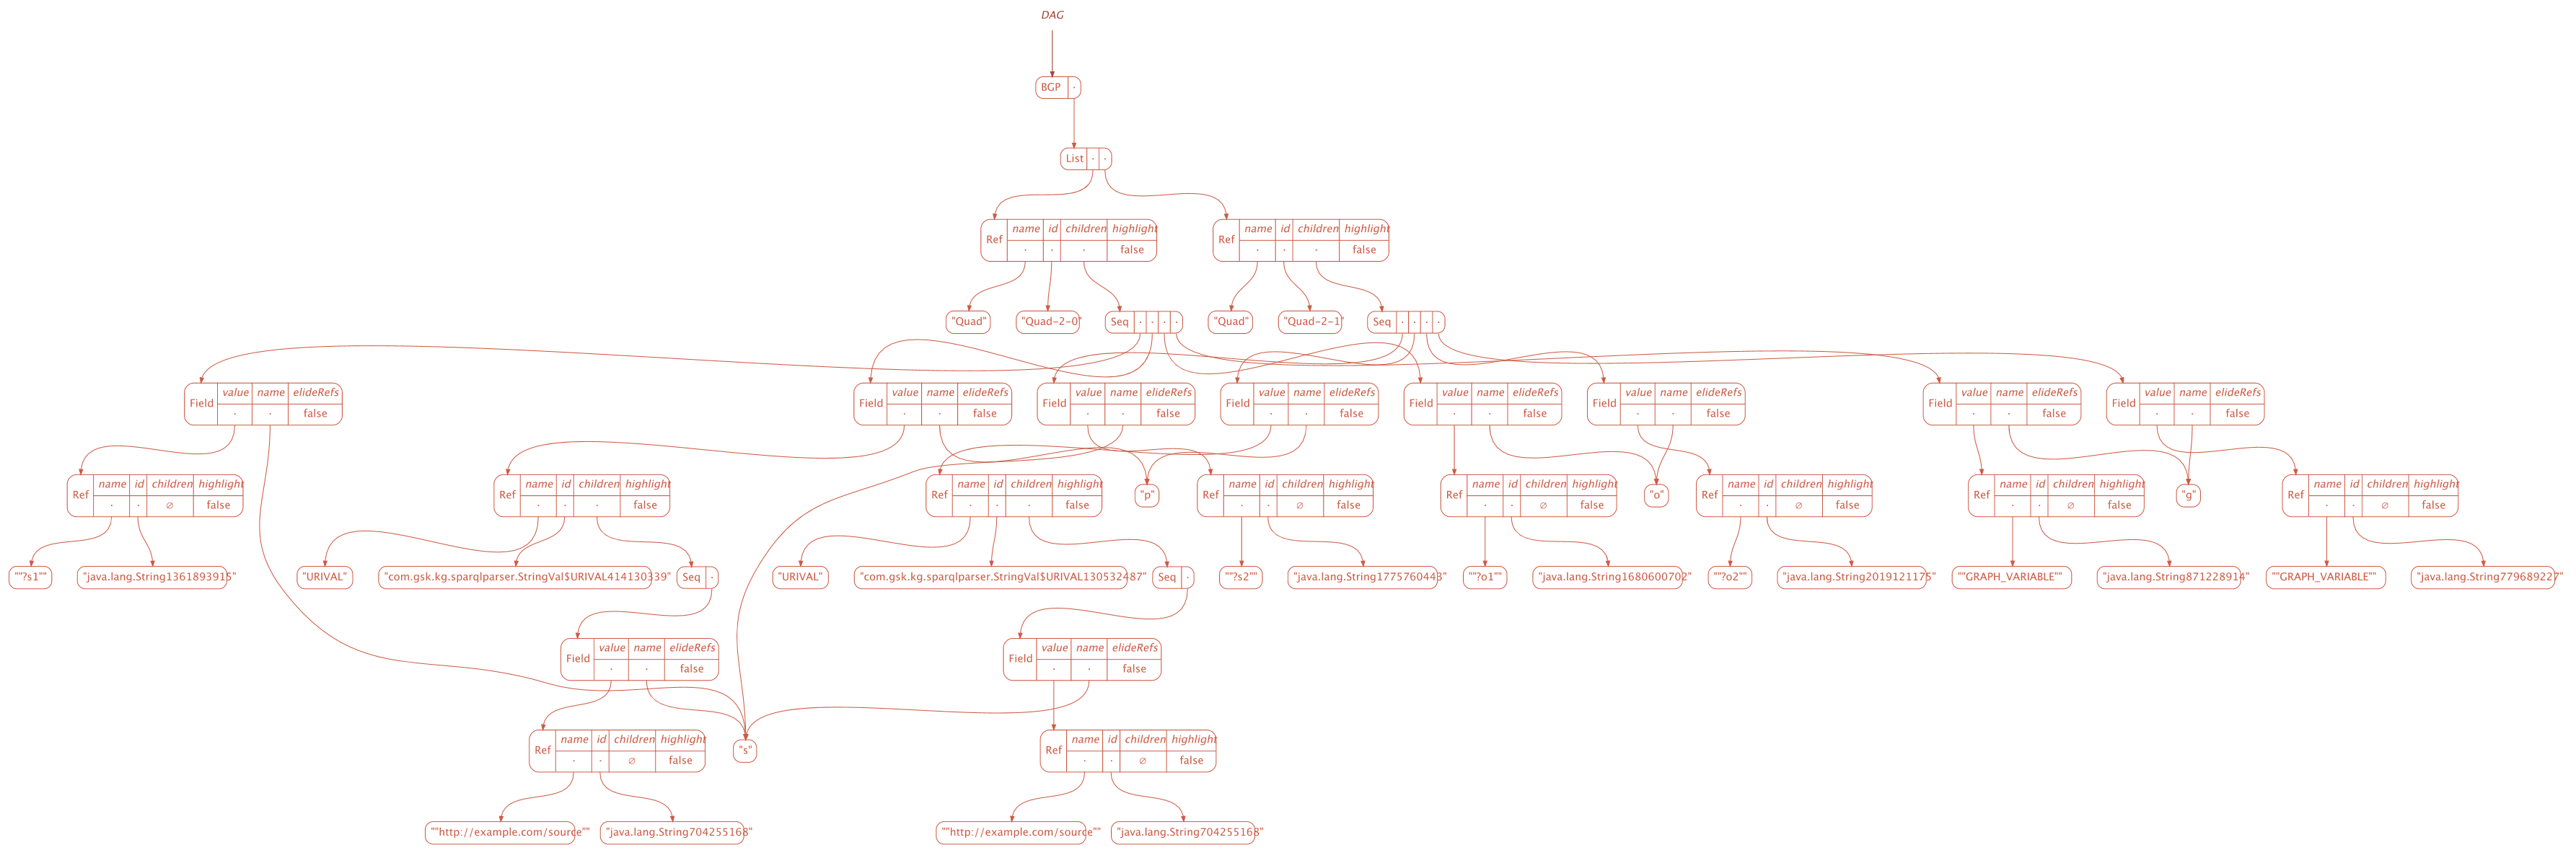 DAG
BGP ·
List · ·
Ref name id children highlight
· · · false
Ref name id children highlight
· · · false
"Quad"
"Quad-2-0"
Seq · · · ·
"Quad"
"Quad-2-1"
Seq · · · ·
Field value name elideRefs
· · false
Field value name elideRefs
· · false
Field value name elideRefs
· · false
Field value name elideRefs
· · false
Field value name elideRefs
· · false
Field value name elideRefs
· · false
Field value name elideRefs
· · false
Field value name elideRefs
· · false
Ref name id children highlight
· · ∅ false
Ref name id children highlight
· · · false
Ref name id children highlight
· · · false
"p"
Ref name id children highlight
· · ∅ false
Ref name id children highlight
· · ∅ false
"o"
Ref name id children highlight
· · ∅ false
Ref name id children highlight
· · ∅ false
"g"
Ref name id children highlight
· · ∅ false
""?s1""
"java.lang.String1361893915"
"URIVAL"
"com.gsk.kg.sparqlparser.StringVal$URIVAL414130339"
Seq ·
"URIVAL"
"com.gsk.kg.sparqlparser.StringVal$URIVAL130532487"
Seq ·
""?s2""
"java.lang.String1775760443"
""?o1""
"java.lang.String1680600702"
""?o2""
"java.lang.String2019121175"
""GRAPH_VARIABLE""
"java.lang.String871228914"
""GRAPH_VARIABLE""
"java.lang.String779689227"
Field value name elideRefs
· · false
Field value name elideRefs
· · false
Ref name id children highlight
· · ∅ false
"s"
Ref name id children highlight
· · ∅ false
""http://example.com/source""
"java.lang.String704255168"
""http://example.com/source""
"java.lang.String704255168"